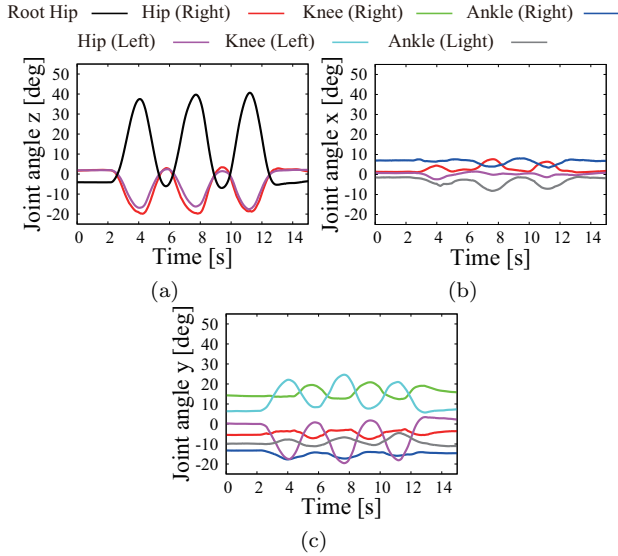 Root Hip Hip (Right) Knee (Right) Ankle (Right)
Hip (Left) Knee (Left) Ankle (Light)
Joint angle z [deg]
50
40
30
20
10
0
-10
-20
0 2 4 6 8 10 12 14
Time [s]
(a)
Joint angle x [deg]
50
40
30
20
10
0
-10
-20
0 2 4 6 8 10 12 14
Time [s]
(b)
Joint angle y [deg]
50
40
30
20
10
0
-10
-20
0 2 4 6 8 10 12 14
Time [s]
(c)